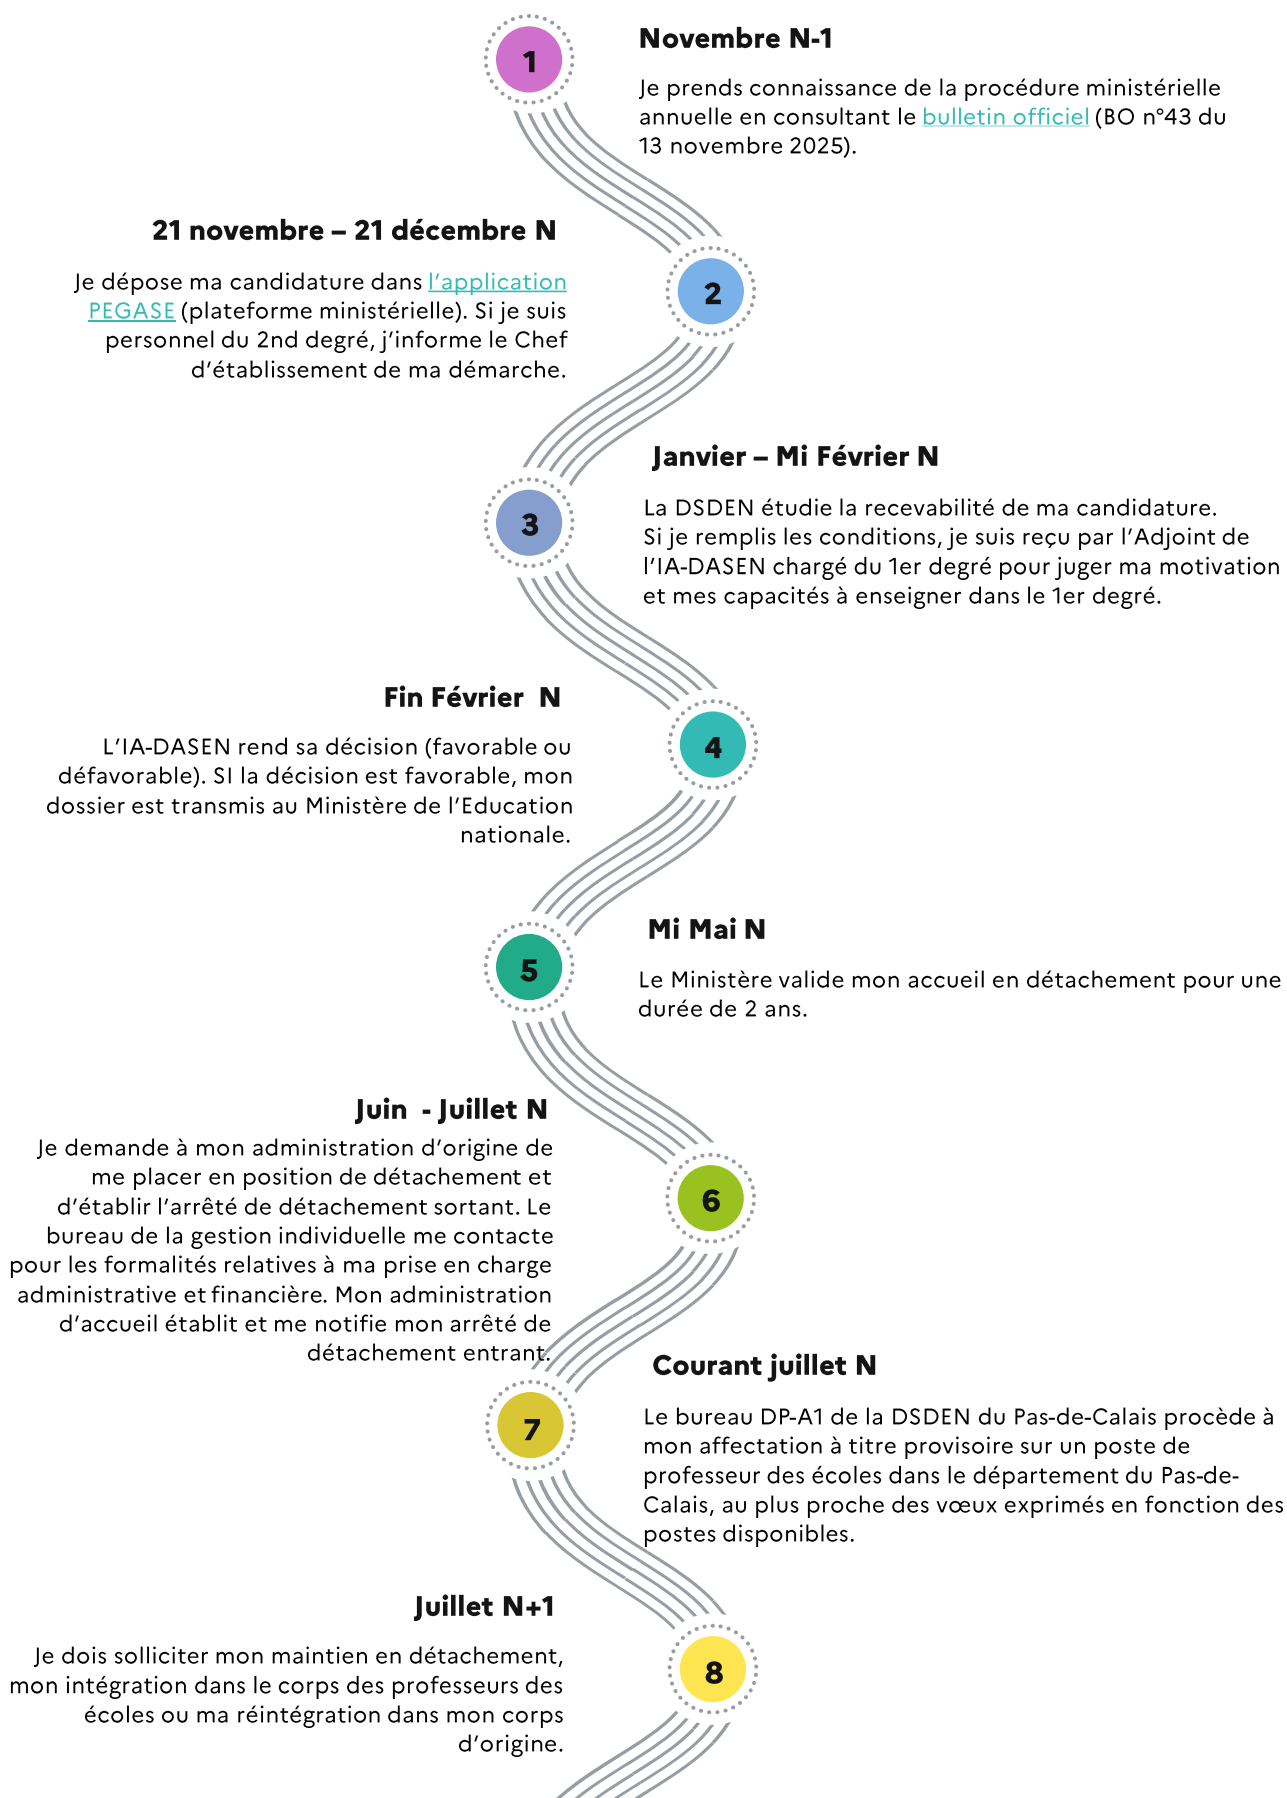 1
Novembre N-1
Je prends connaissance de la procédure ministérielle
annuelle en consultant le bulletin officiel (BO n°43 du
13 novembre 2025).
21 novembre – 21 décembre N
Je dépose ma candidature dans l’application
PEGASE (plateforme ministérielle). Si je suis
personnel du 2nd degré, j’informe le Chef
d’établissement de ma démarche.
2
3
Janvier – Mi Février N
La DSDEN étudie la recevabilité de ma candidature.
Si je remplis les conditions, je suis reçu par l’Adjoint de
l’IA-DASEN chargé du 1er degré pour juger ma motivation
et mes capacités à enseigner dans le 1er degré.
Fin Février N
L’IA-DASEN rend sa décision (favorable ou
défavorable). SI la décision est favorable, mon
dossier est transmis au Ministère de l’Education
nationale.
4
5
Mi Mai N
Le Ministère valide mon accueil en détachement pour une
durée de 2 ans.
Juin - Juillet N
Je demande à mon administration d’origine de
me placer en position de détachement et
d’établir l’arrêté de détachement sortant. Le
bureau de la gestion individuelle me contacte
pour les formalités relatives à ma prise en charge
administrative et financière. Mon administration
d’accueil établit et me notifie mon arrêté de
détachement entrant.
6
7
Courant juillet N
Le bureau DP-A1 de la DSDEN du Pas-de-Calais procède à
mon affectation à titre provisoire sur un poste de
professeur des écoles dans le département du Pas-de-
Calais, au plus proche des vœux exprimés en fonction des
postes disponibles.
Juillet N+1
Je dois solliciter mon maintien en détachement,
mon intégration dans le corps des professeurs des
écoles ou ma réintégration dans mon corps
d’origine.
8